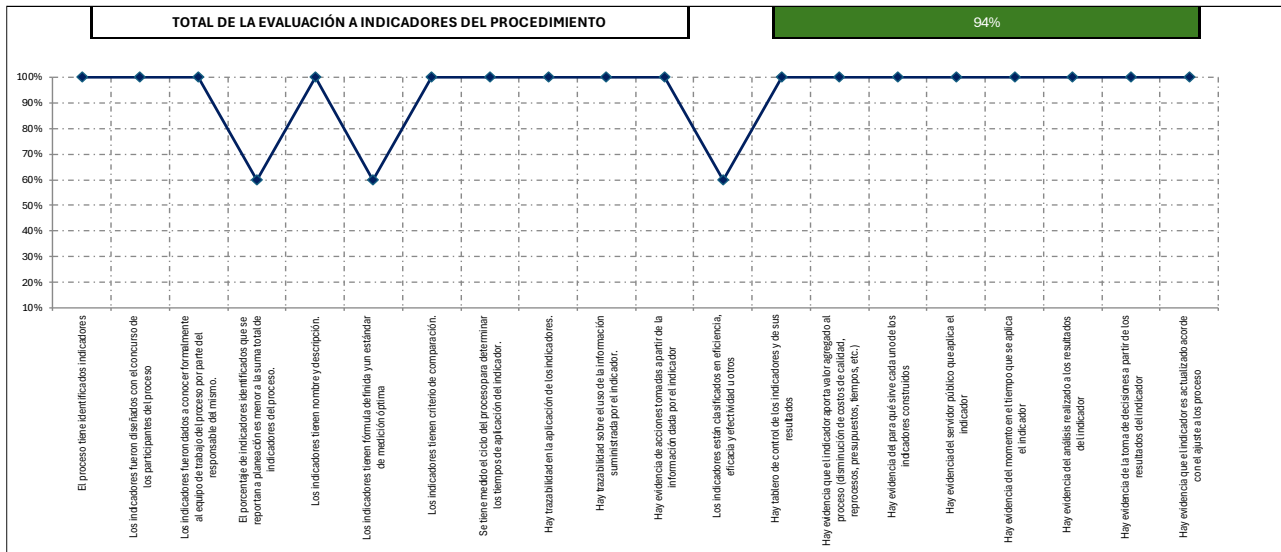 TOTAL DE LA EVALUACIÓN A INDICADORES DEL PROCEDIMIENTO
94%
100%
90%
80%
70%
60%
50%
40%
30%
20%
10%
El proceso tiene identificados indicadores
Los indicadores fueron diseñados con el concurso de
los participantes del proceso
Los indicadores fueron dados a conocer formalmente
al equipo de trabajo del proceso por parte del
responsable del mismo.
El porcentaje de indicadores identificados que se
reportan a planeación es menor a la suma total de
indicadores del proceso.
Los indicadores tienen nombre y descripción.
Los indicadores tienen fórmula definida y un estándar
de medición óptima
Los indicadores tienen criterio de comparación.
Se tiene medido el ciclo del proceso para determinar
los tiempos de aplicación del indicador.
Hay trazabilidad en la aplicación de los indicadores.
Hay trazabilidad sobre el uso de la información
suministrada por el indicador.
Hay evidencia de acciones tomadas a partir de la
información dada por el indicador
Los indicadores están clasificados en eficiencia,
eficacia y efectividad u otros
Hay tablero de control de los indicadores y de sus
resultados
Hay evidencia que el indicador aporta valor agregado al
proceso (disminución de costos de calidad,
reprocesos, presupuestos, tiempos, etc.)
Hay evidencia del para qué sirve cada uno de los
indicadores construidos
Hay evidencia del servidor público que aplica el
indicador
Hay evidencia del momento en el tiempo que se aplica
el indicador
Hay evidencia del análisis realizado a los resultados
del indicador
Hay evidencia de la toma de decisiones a partir de los
resultados del indicador
Hay evidencia que el indicador es actualizado acorde
con el ajuste a los proceso